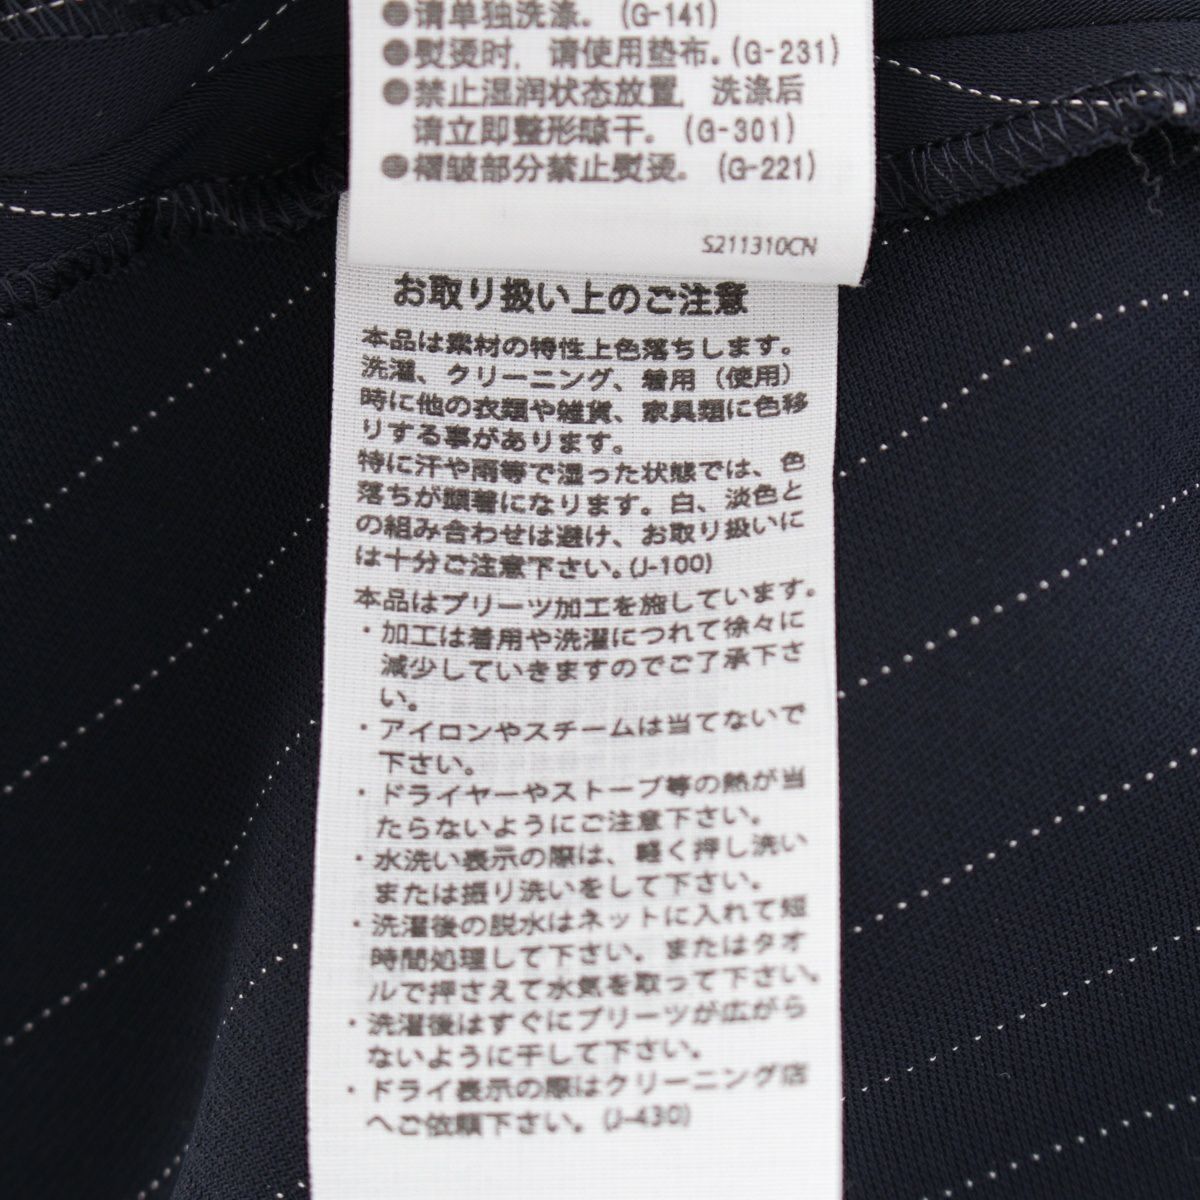 ●请单独洗涤。(G-141)
●熨烫时，请使用垫布。(G-231)
●禁止湿润状态放置，洗涤后
请立即整形晾干。(G-301)
●褶皱部分禁止熨烫。(G-221)
S211310CN
お取り扱い上のご注意
本品は素材の特性上色落ちします。
洗濯、クリーニング、着用（使用）
時に他の衣類や雑貨、家具類に色移
りする事があります。
特に汗や雨等で湿った状態では、色
落ちが顕著になります。白、淡色と
の組み合わせは避け、お取り扱いに
は十分ご注意下さい。(J-100)
本品はプリーツ加工を施しています。
・加工は着用や洗濯につれて徐々に
減少していきますのでご了承下さ
い。
・アイロンやスチームは当てないで
下さい。
・ドライヤーやストーブ等の熱が当
たらないようにご注意下さい。
・水洗い表示の際は、軽く押し洗い
または振り洗いをして下さい。
・洗濯後の脱水はネットに入れて短
時間処理して下さい。またはタオ
ルで押さえて水気を取って下さい。
・洗濯後はすぐにプリーツが広がら
ないように干して下さい。
・ドライ表示の際はクリーニング店
へご依頼下さい。(J-430)